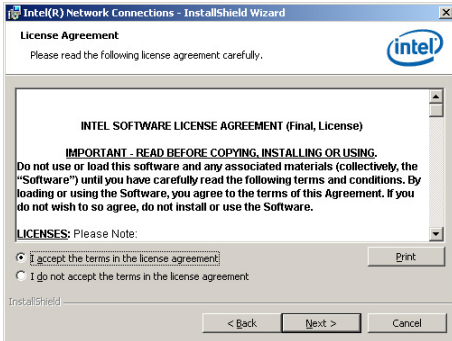 Intel(R) Network Connections - InstallShield Wizard
License Agreement
Please read the following license agreement carefully.
intel
INTEL SOFTWARE LICENSE AGREEMENT (Final, License)
IMPORTANT - READ BEFORE COPYING, INSTALLING OR USING.
Do not use or load this software and any associated materials (collectively, the
“Software”) until you have carefully read the following terms and conditions. By
loading or using the Software, you agree to the terms of this Agreement. If you
do not wish to so agree, do not install or use the Software.
LICENSES: Please Note:
I accept the terms in the license agreement
Print
I do not accept the terms in the license agreement
InstallShield
< Back
Next >
Cancel